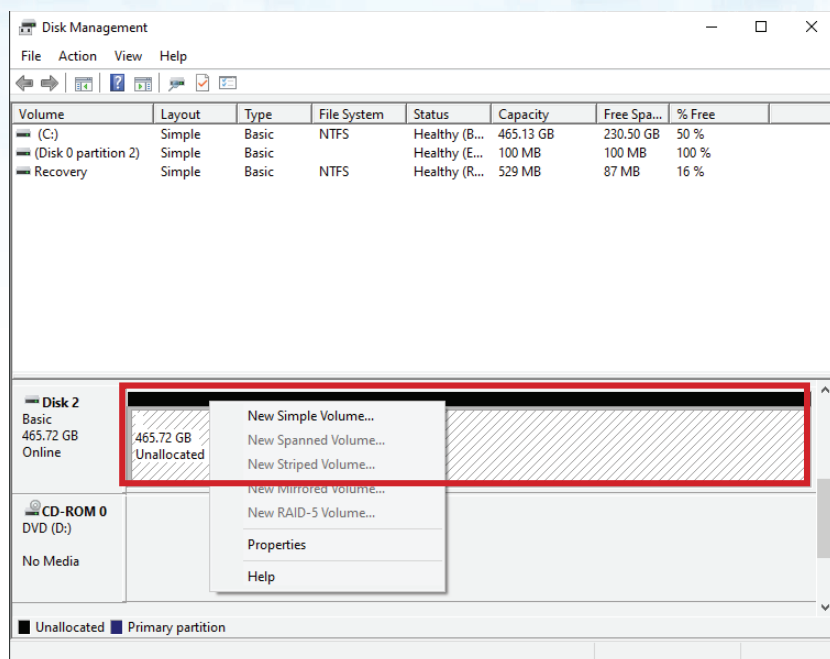 Disk Management
File Action View Help
Volume Layout Type File System Status Capacity Free Spa... % Free
(C:) Simple Basic NTFS Healthy (B... 465.13 GB 230.50 GB 50 %
(Disk 0 partition 2) Simple Basic Healthy (E... 100 MB 100 MB 100 %
Recovery Simple Basic NTFS Healthy (R... 529 MB 87 MB 16 %
Disk 2
Basic
465.72 GB
Online
465.72 GB
Unallocated
New Simple Volume...
New Spanned Volume...
New Striped Volume...
New Mirrored Volume...
New RAID-5 Volume...
Properties
Help
CD-ROM 0
DVD (D:)
No Media
Unallocated Primary partition